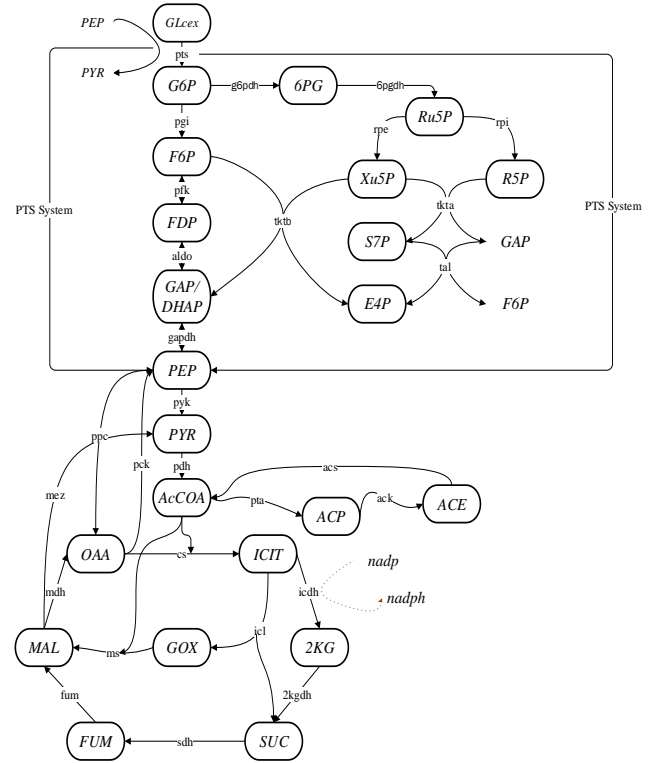 PEP
GLcex
pts
PYR
G6P
g6pdh
6PG
6pgdh
Ru5P
pgi
rpe
rpi
F6P
Xu5P
R5P
pfk
tkta
PTS System
PTS System
FDP
tktb
S7P
GAP
aldo
tal
GAP/
DHAP
E4P
F6P
gapdh
PEP
pyk
ppc
PYR
pck
pdh
acs
mez
AcCOA
pta
ack
ACE
ACP
OAA
cs
ICIT
nadp
mdh
icdh
nadph
icl
MAL
ms
GOX
2KG
fum
2kgdh
FUM
sdh
SUC